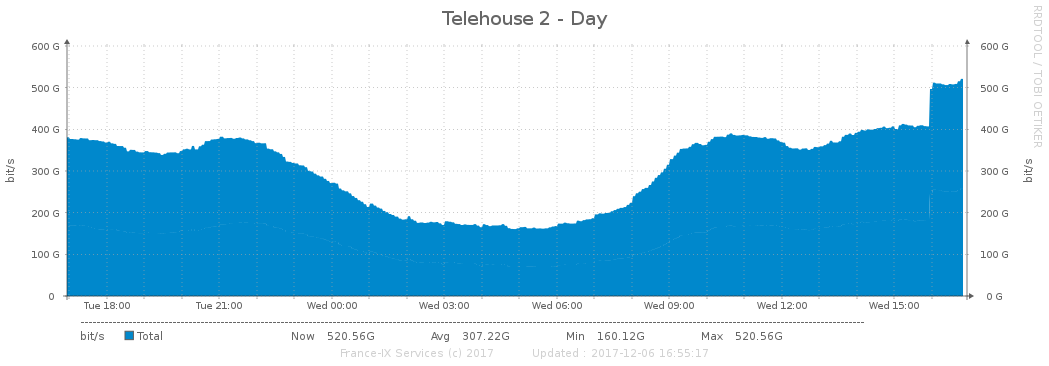 Telehouse 2 - Day
RRDTOOL / TOBI OETIKER
600 G 600 G
500 G 500 G
400 G 400 G
300 G 300 G
200 G 200 G
100 G 100 G
0 0 G
bit/s bit/s
Tue 18:00 Tue 21:00 Wed 00:00 Wed 03:00 Wed 06:00 Wed 09:00 Wed 12:00 Wed 15:00
bit/s Total Now 520.56G Avg 307.22G Min 160.12G Max 520.56G
France-IX Services (c) 2017 Updated : 2017-12-06 16:55:17